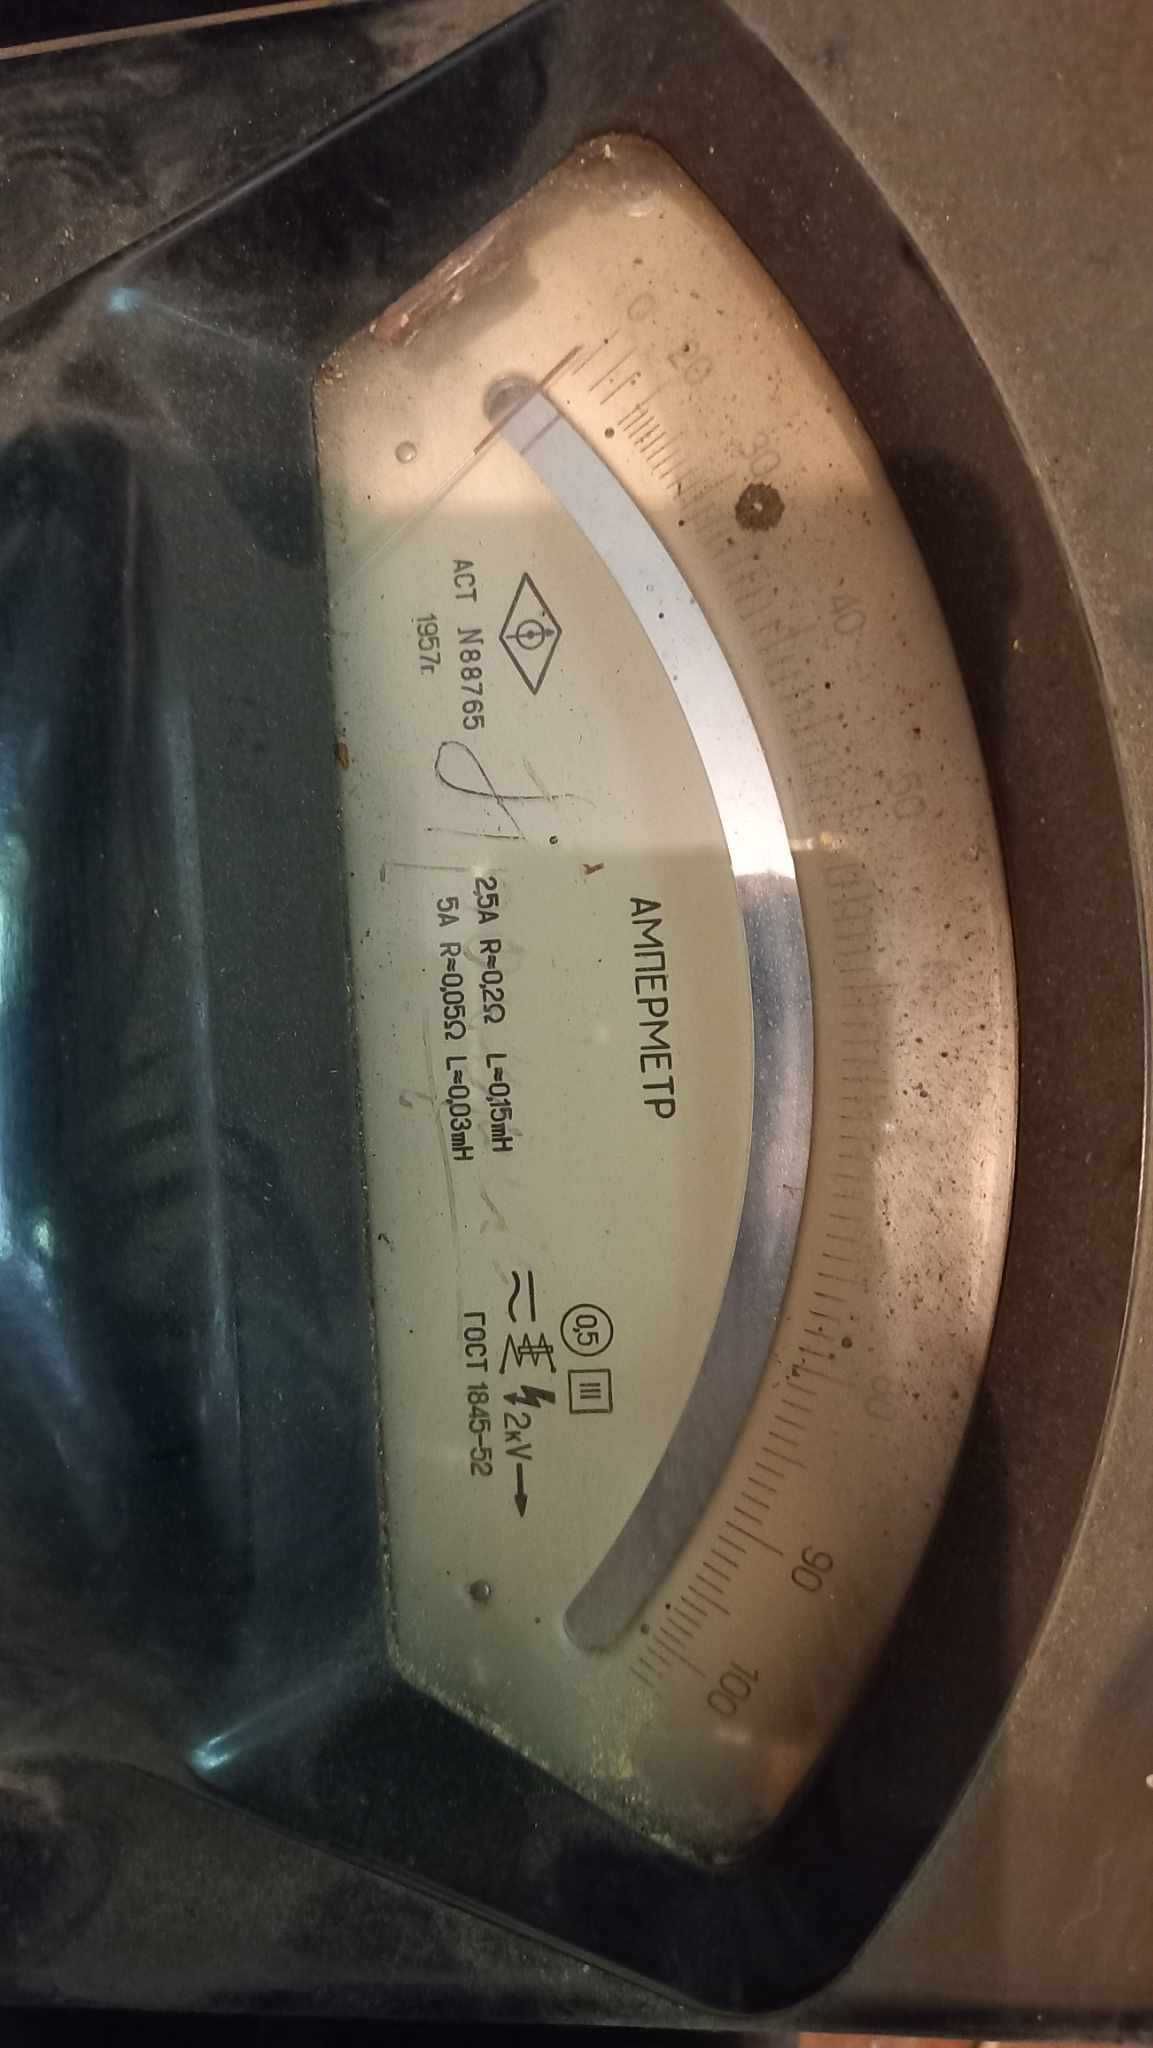 0 20 30 40 50 80 90 100
АМПЕРМЕТР
АСТ N88765
1957г.
2,5А R≈0,2Ω L≈0,15mH
5А R≈0,05Ω L≈0,03mH
0,5 III
2кV
ГОСТ 1845-52